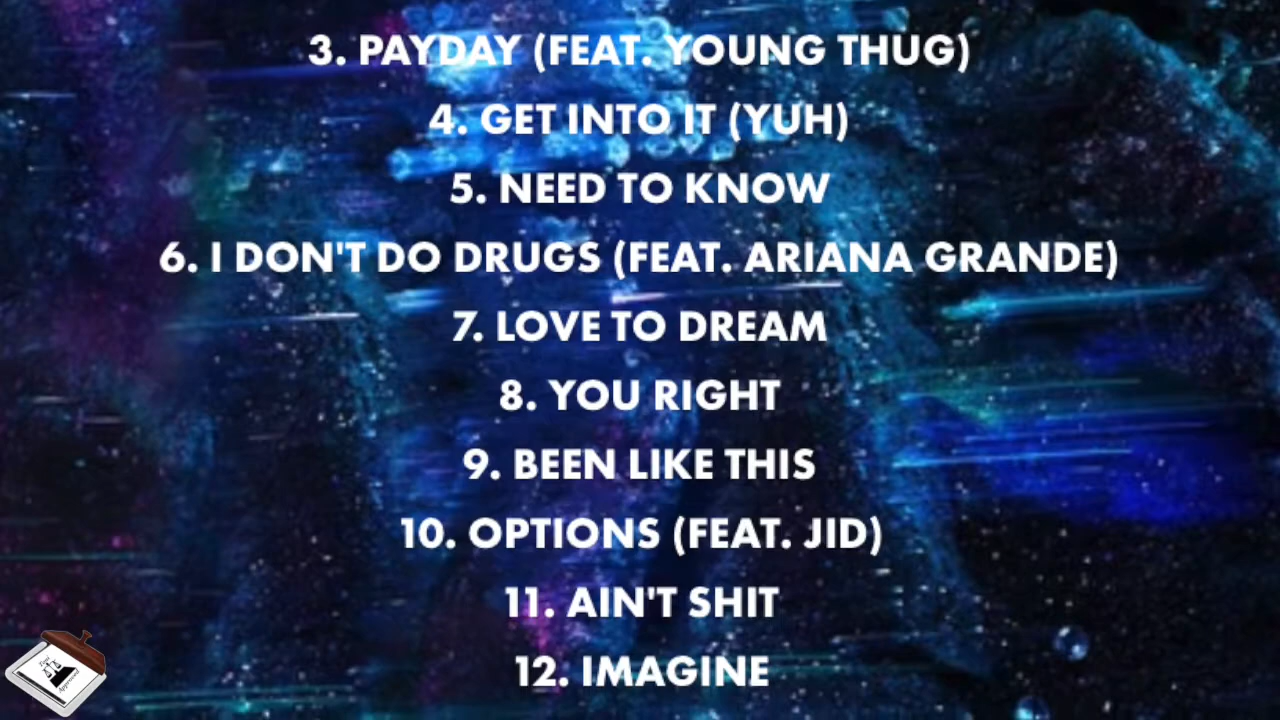 3. PAYDAY (FEAT. YOUNG THUG)
4. GET INTO IT (YUH)
5. NEED TO KNOW
6. I DON'T DO DRUGS (FEAT. ARIANA GRANDE)
7. LOVE TO DREAM
8. YOU RIGHT
9. BEEN LIKE THIS
10. OPTIONS (FEAT. JID)
11. AIN'T SHIT
12. IMAGINE